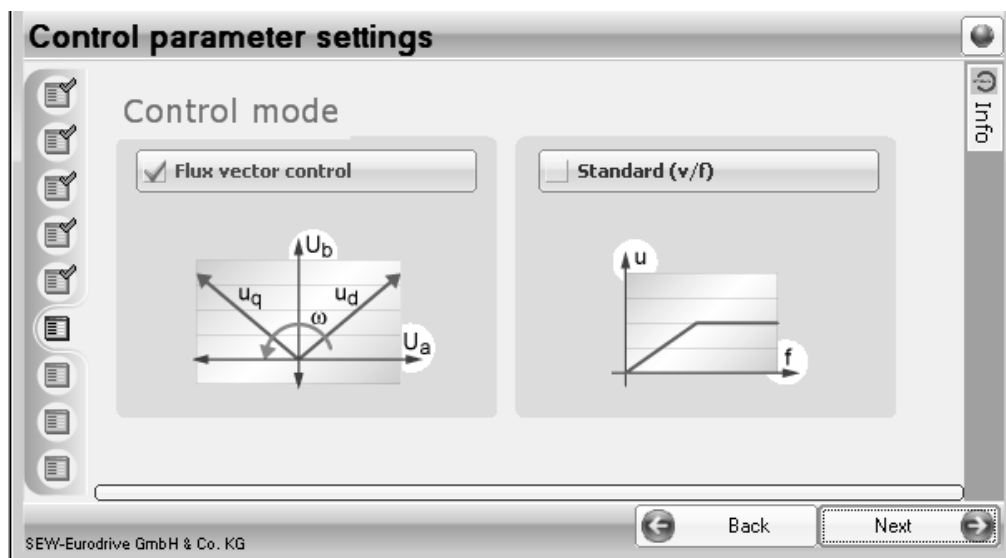 Control parameter settings
Info
Control mode
Flux vector control
Standard (v/f)
Ub
uq
ud
ω
Ua
u
f
Back
Next
SEW-Eurodrive GmbH & Co. KG